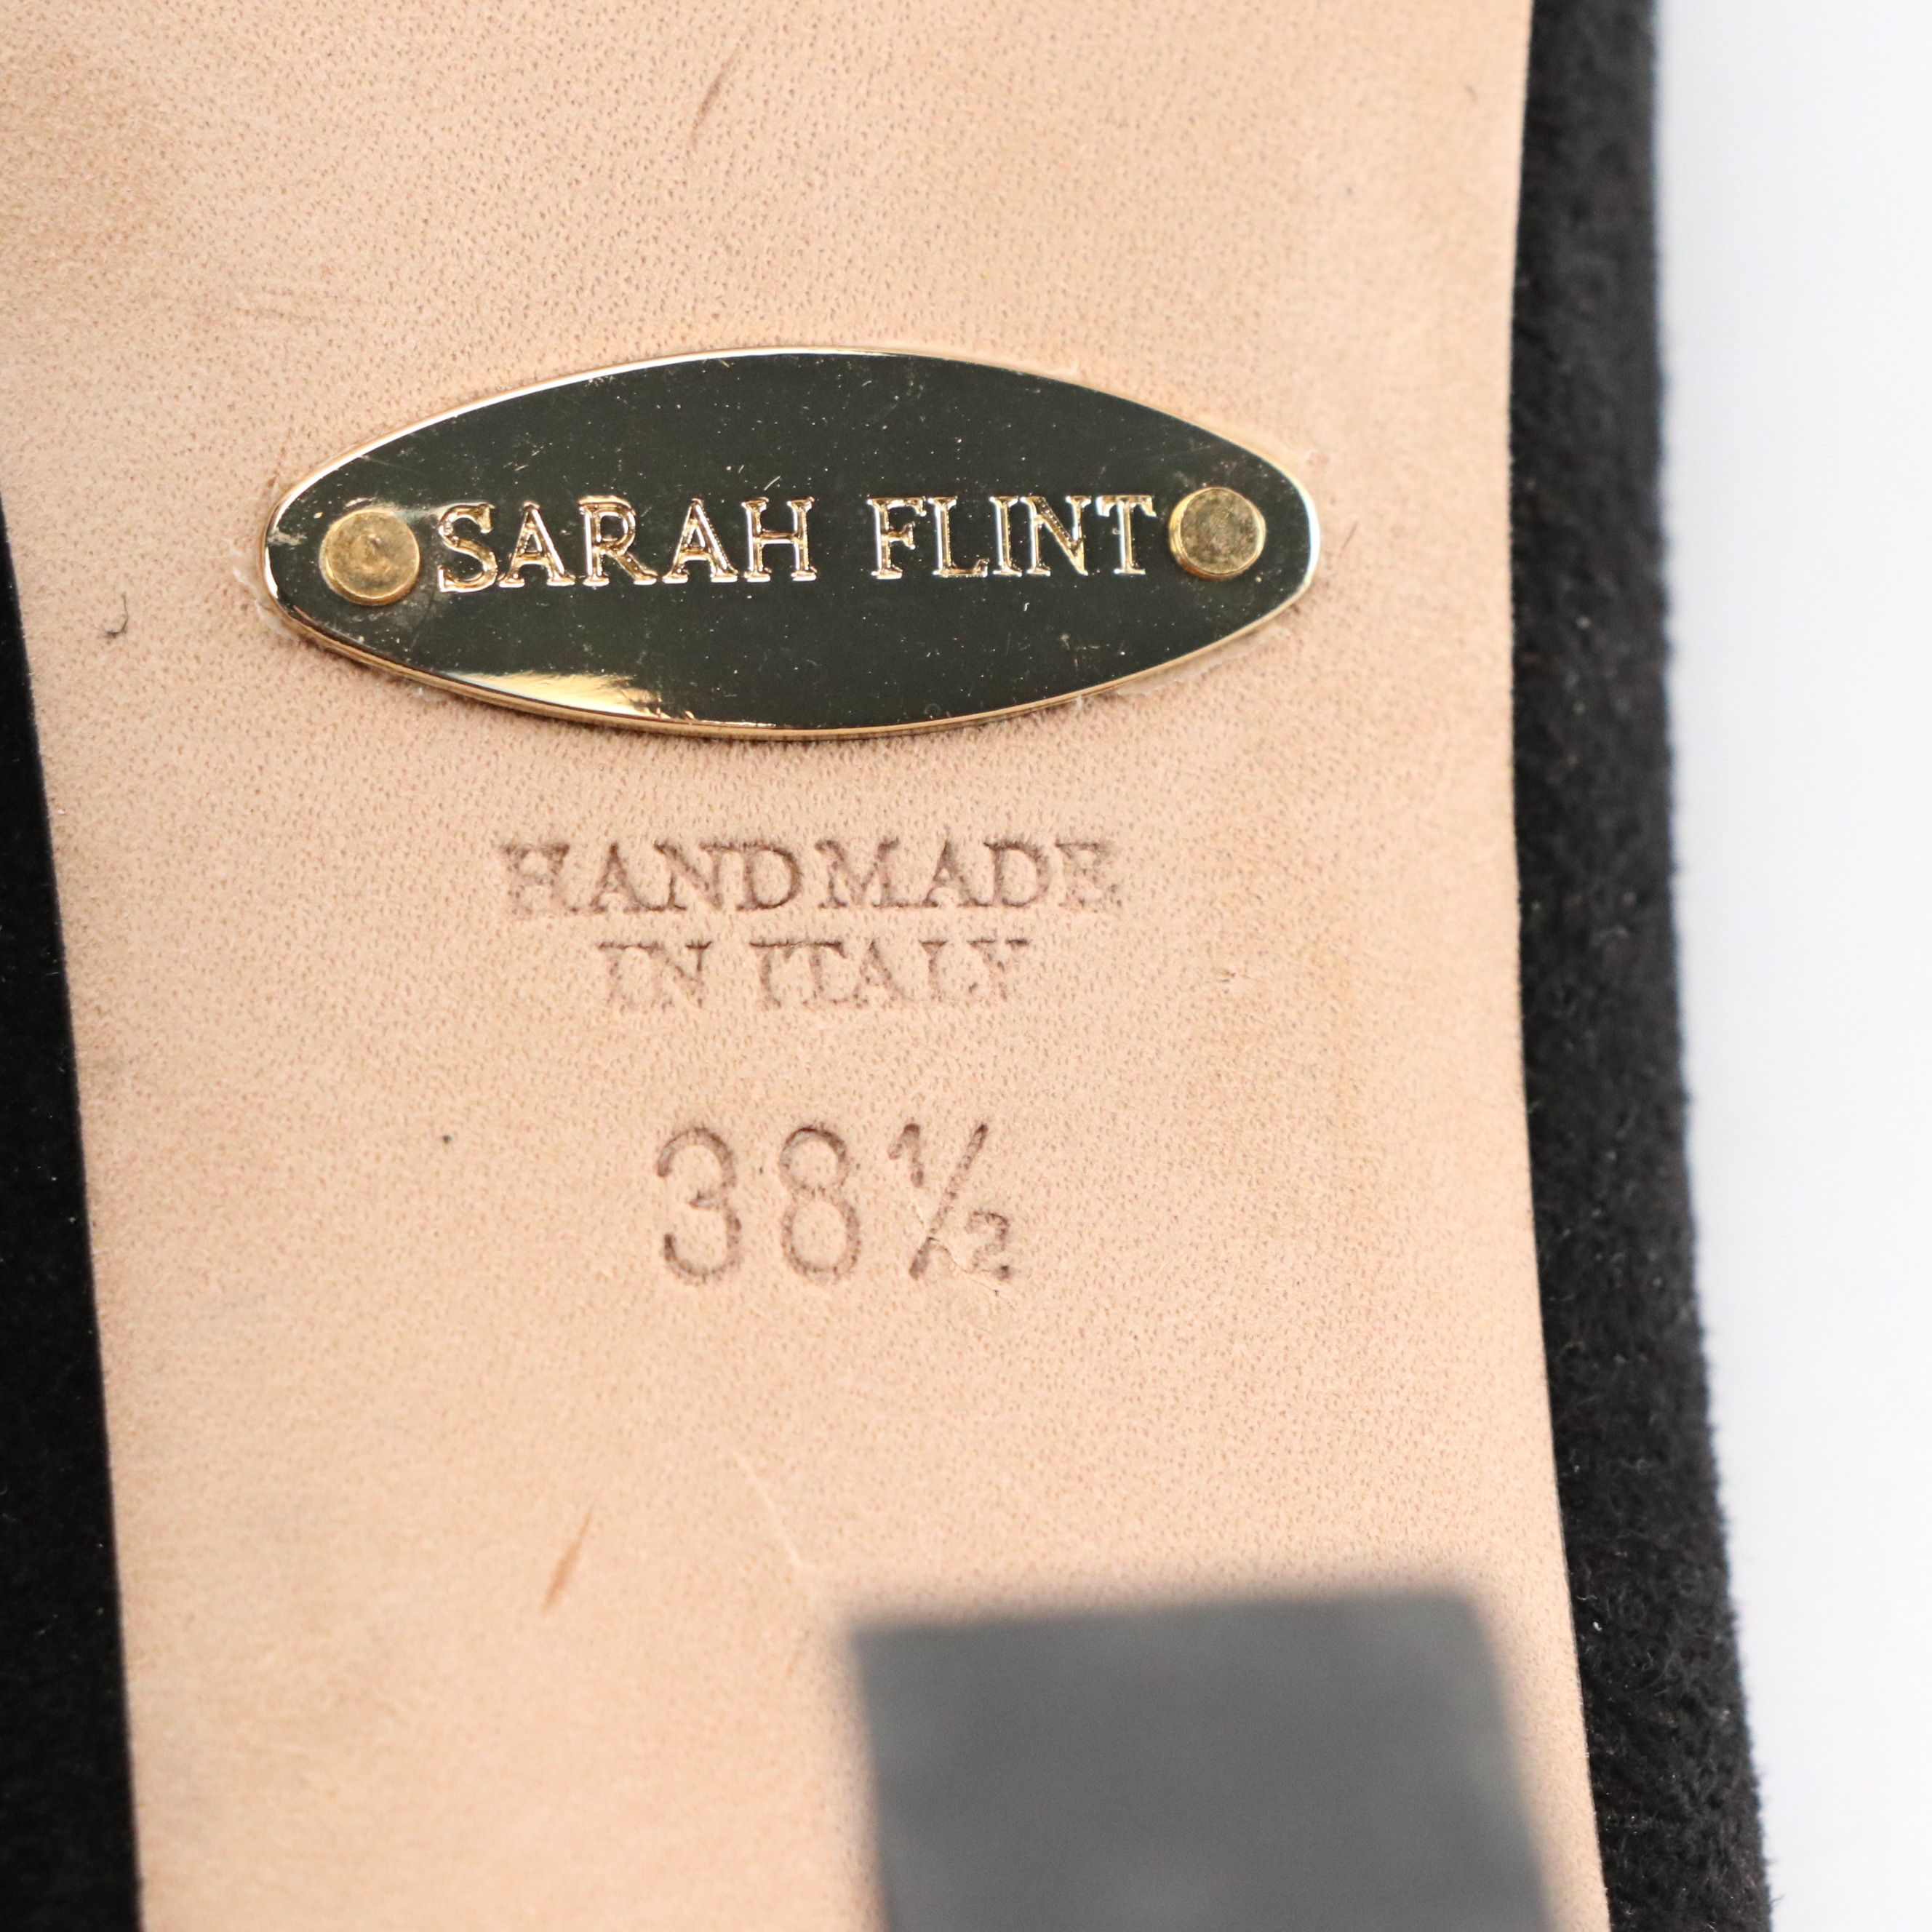 SARAH FLINT
HANDMADE
IN ITALY
38½